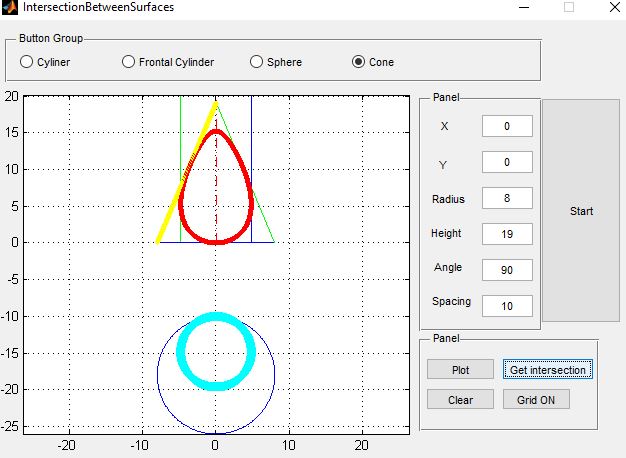 IntersectionBetweenSurfaces
Button Group
Cyliner
Frontal Cylinder
Sphere
Cone
20
15
10
5
0
-5
-10
-15
-20
-25
-20
-10
0
10
20
Panel
X
0
Y
0
Radius
8
Height
19
Angle
90
Spacing
10
Start
Panel
Plot
Get intersection
Clear
Grid ON